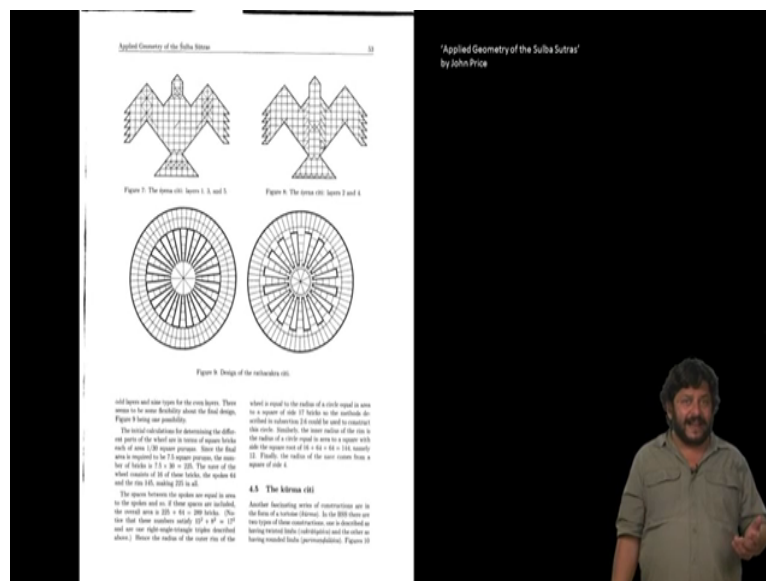 Applied Geometry of the Śulba Sūtras 53
Figure 7: The śyena citi: layers 1, 3, and 5.
Figure 8: The śyena citi: layers 2 and 4.
Figure 9: Design of the rathacakra citi.
odd layers and nine types for the even layers. There
seems to be some flexibility about the final design,
Figure 9 being one possibility.
The initial calculations for determining the differ-
ent parts of the wheel are in terms of square bricks
each of area 1/30 square purusas. Since the final
area is required to be 7.5 square purusas, the num-
ber of bricks is 7.5 × 30 = 225. The nave of the
wheel consists of 16 of these bricks, the spokes 64
and the rim 145, making 225 in all.
The spaces between the spokes are equal in area
to the spokes and so, if these spaces are included,
the overall area is 225 + 64 = 289 bricks. (No-
tice that these numbers satisfy 15² + 8² = 17²
and are one right-angle-triangle triples described
above.) Hence the radius of the outer rim of the
wheel is equal to the radius of a circle equal in area
to a square of side 17 bricks so the methods de-
scribed in subsection 2.6 could be used to construct
this circle. Similarly, the inner radius of the rim is
the radius of a circle equal in area to a square with
side the square root of 16 + 64 + 64 = 144, namely
12. Finally, the radius of the nave comes from a
square of side 4.
4.5 The kūrma citi
Another fascinating series of constructions are in
the form of a tortoise (kūrma). In the BSS there are
two types of these constructions, one is described as
having twisted limbs and the other as
having rounded limbs Figures 10
'Applied Geometry of the Sulba Sutras'
by John Price